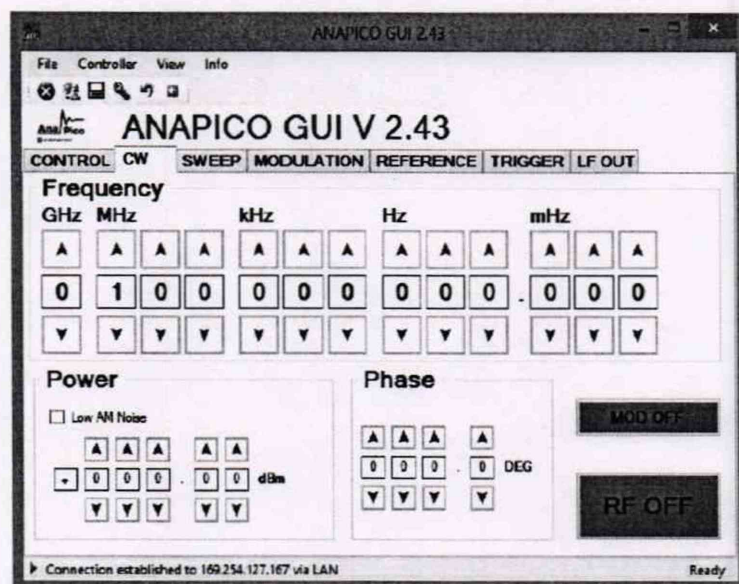 ANAPICO GUI 2.43
File Controller View Info
AnaPico
ANAPICO GUI V 2.43
CONTROL CW SWEEP MODULATION REFERENCE TRIGGER LF OUT
Frequency
GHz MHz kHz Hz mHz
0 1 0 0 0 0 0 0 0 0 . 0 0 0
Power
Low AM Noise
+ 0 0 0 . 0 0 dBm
Phase
0 0 0 . 0 DEG
MOD OFF
RF OFF
Connection established to 169.254.127.167 via LAN Ready